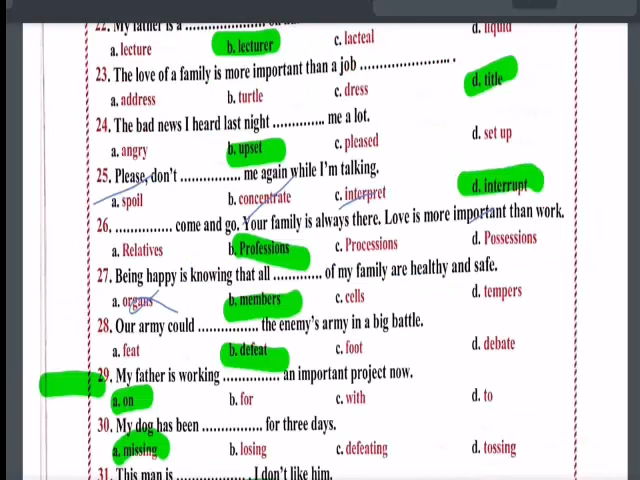 22. My father is a ....................
a. lecture b. lecturer c. lacteal d. liquid
23. The love of a family is more important than a job ........................ .
a. address b. turtle c. dress d. title
24. The bad news I heard last night ............. me a lot.
a. angry b. upset c. pleased d. set up
25. Please, don't ............... me again while I'm talking.
a. spoil b. concentrate c. interpret d. interrupt
26. ............... come and go. Your family is always there. Love is more important than work.
a. Relatives b. Professions c. Processions d. Possessions
27. Being happy is knowing that all ............ of my family are healthy and safe.
a. organs b. members c. cells d. tempers
28. Our army could ............... the enemy's army in a big battle.
a. feat b. defeat c. foot d. debate
29. My father is working .............. an important project now.
a. on b. for c. with d. to
30. My dog has been ............... for three days.
a. missing b. losing c. defeating d. tossing
31. This man is .................. . I don't like him.